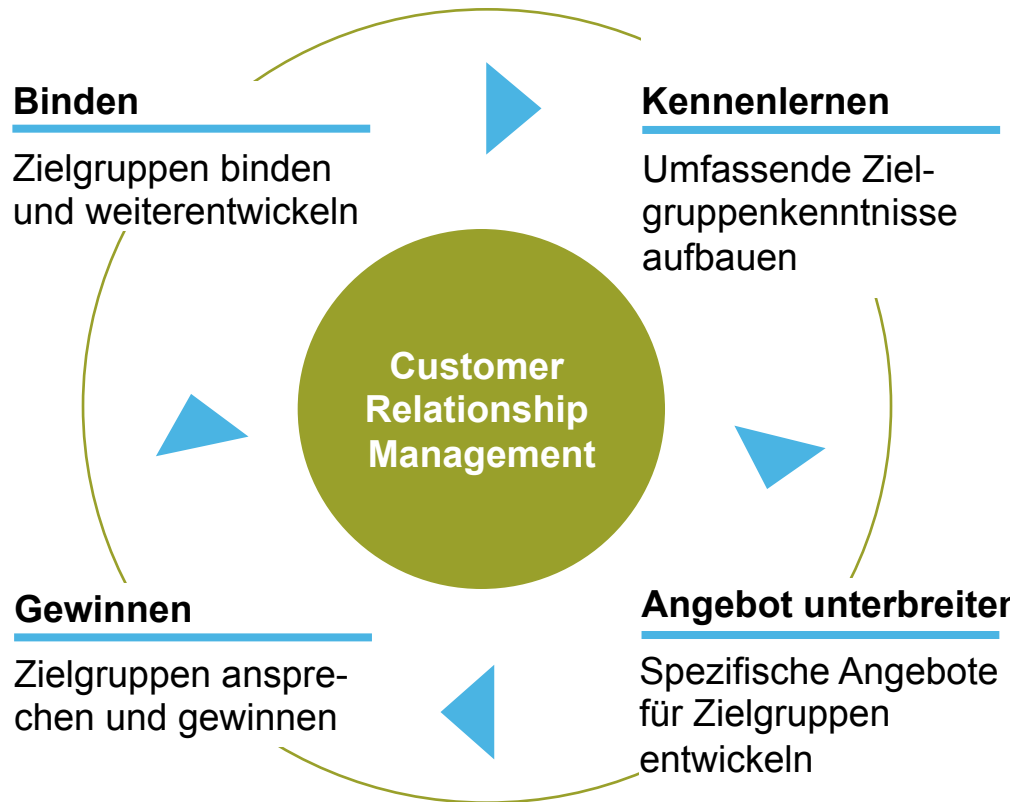 Binden
Zielgruppen binden
und weiterentwickeln
Kennenlernen
Umfassende Ziel-
gruppenkenntnisse
aufbauen
Customer
Relationship
Management
Gewinnen
Zielgruppen anspre-
chen und gewinnen
Angebot unterbreiten
Spezifische Angebote
für Zielgruppen
entwickeln